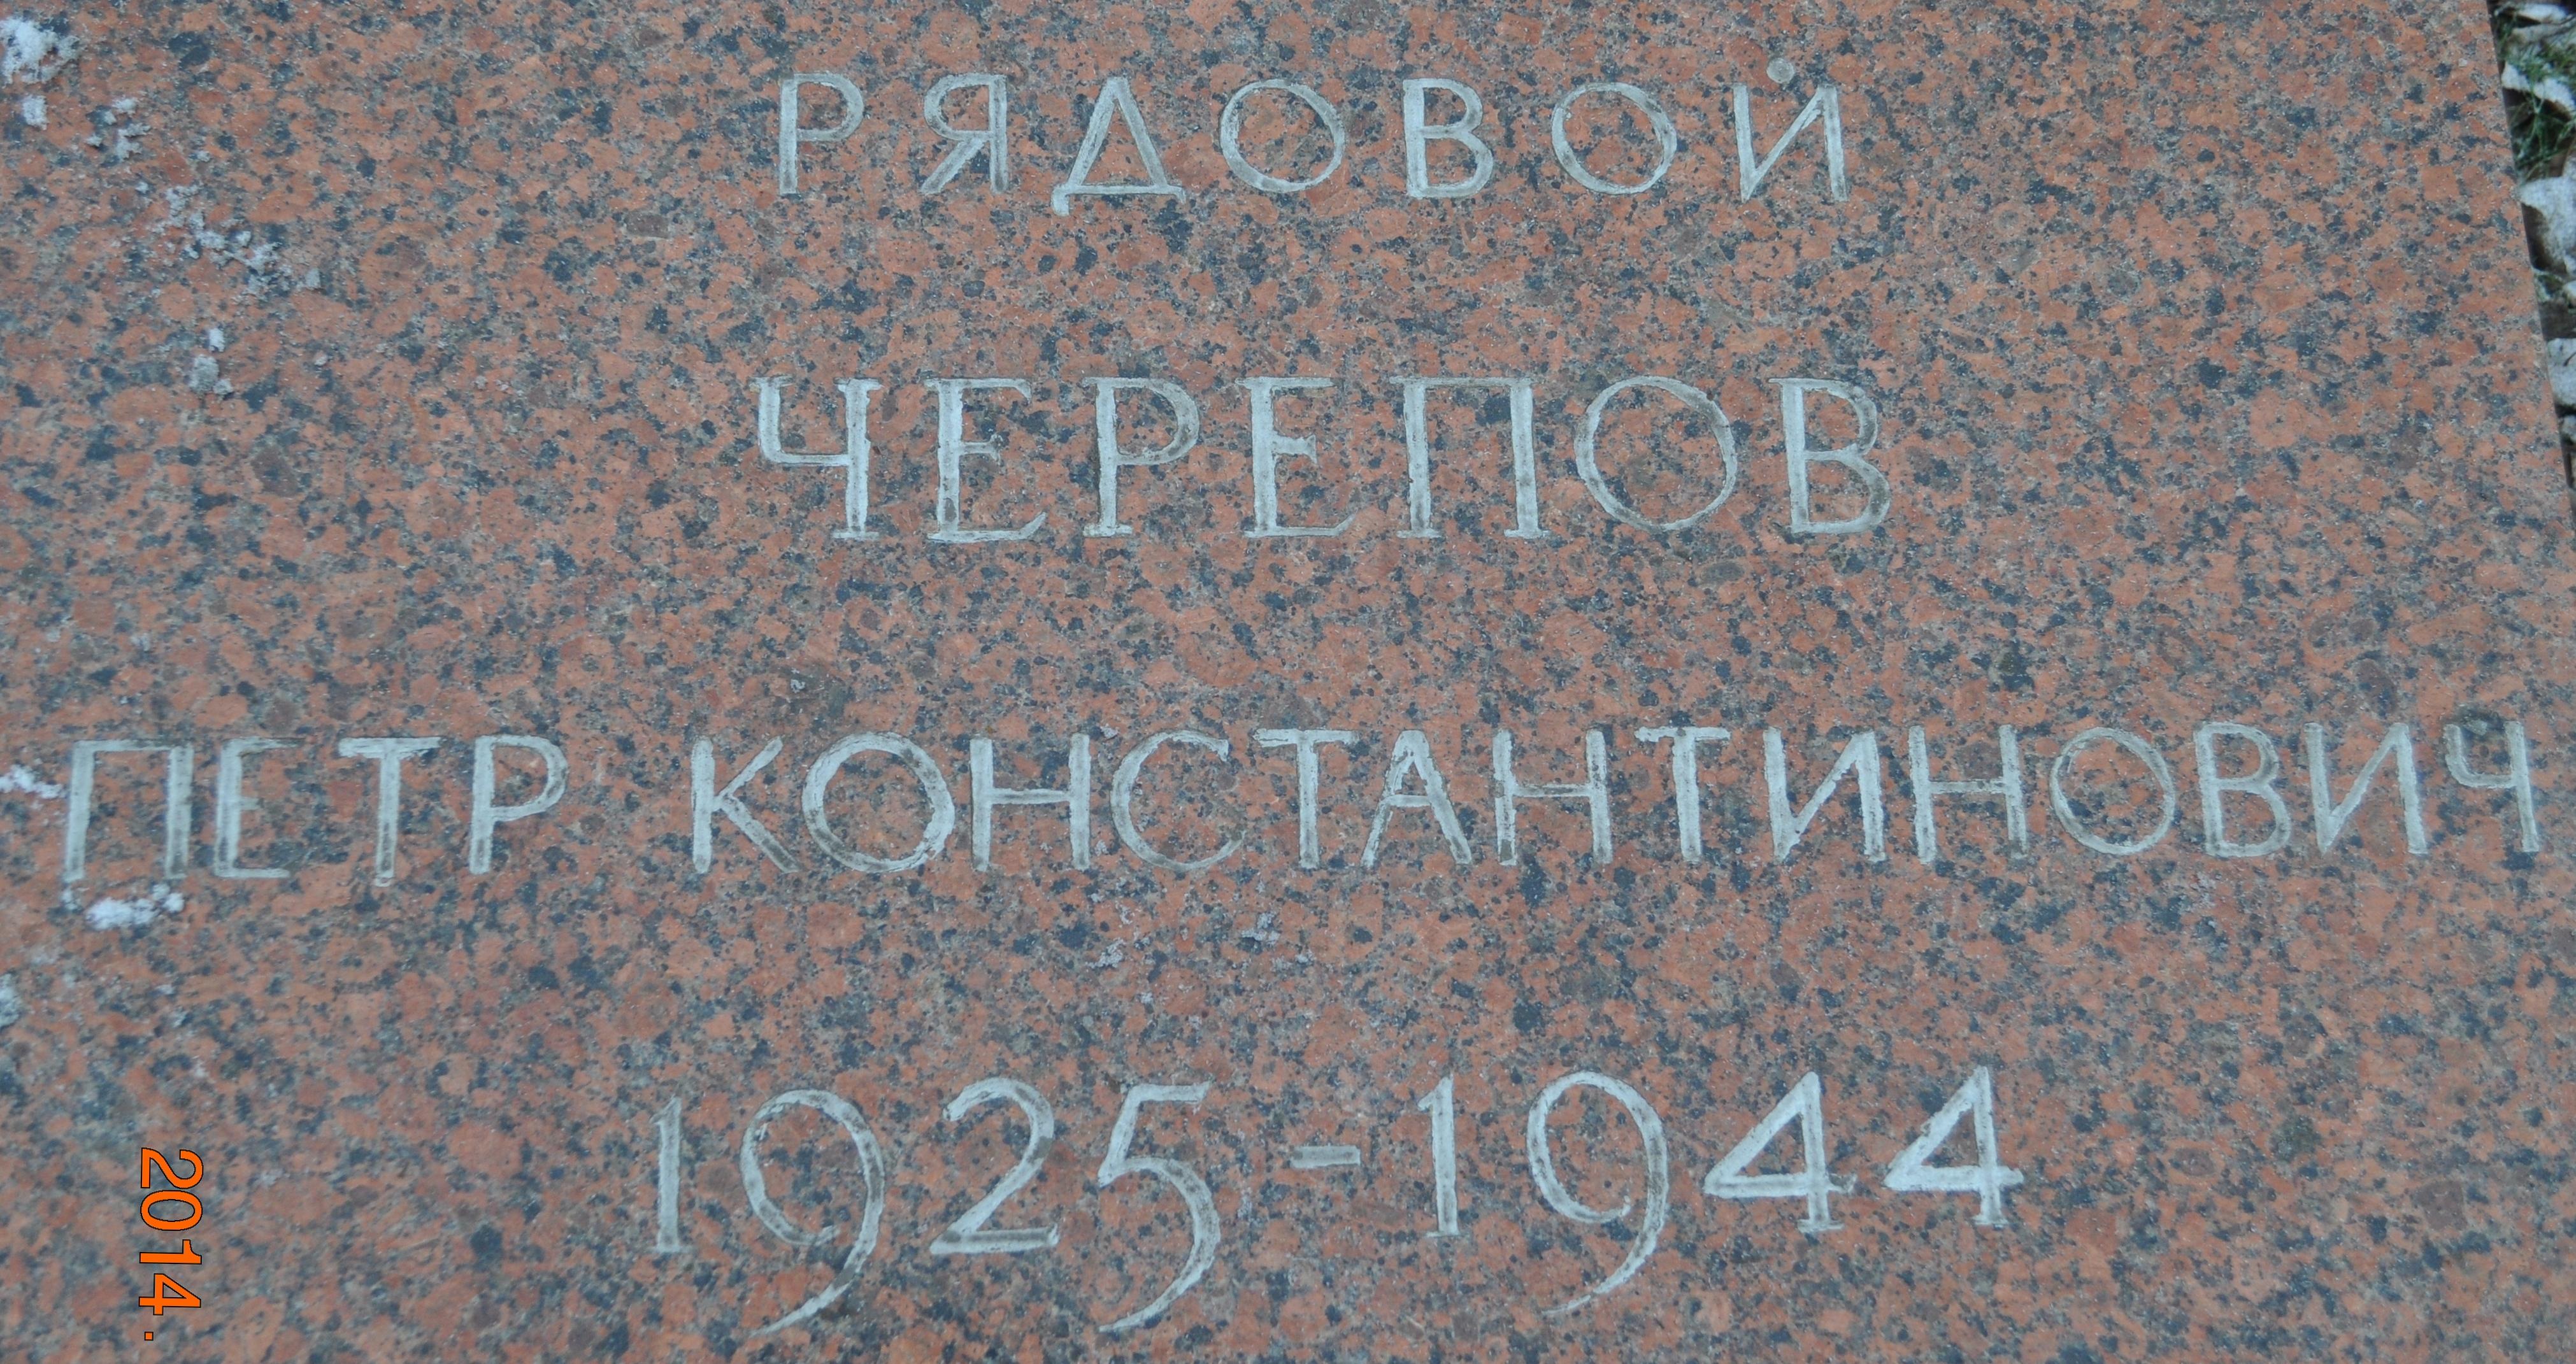 РЯДОВОЙ
ЧЕРЕПОВ
ПЕТР КОНСТАНТИНОВИЧ
1925-1944
2014.